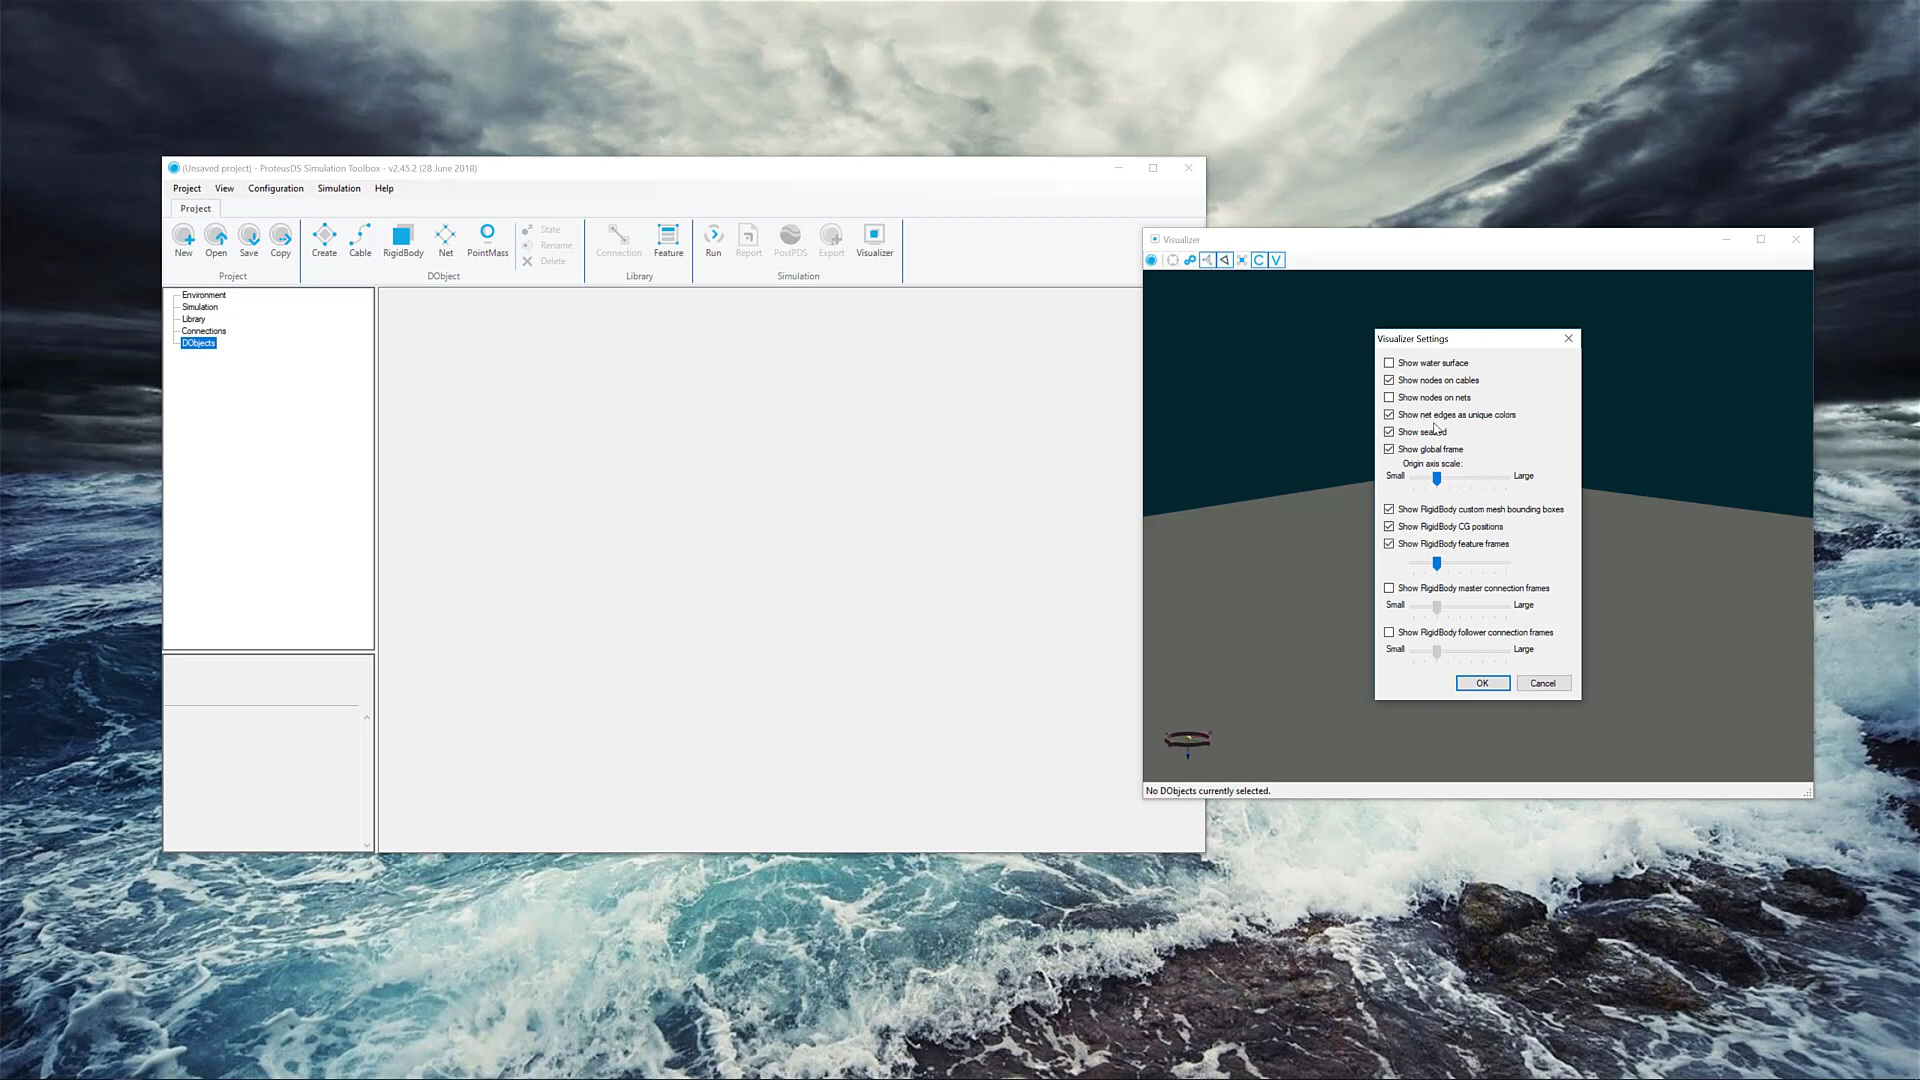 (Unsaved project) - ProteusDS Simulation Toolbox - v2.45.2 (28 June 2018)
Project View Configuration Simulation Help
Project
New Open Save Copy
Project
Create Cable RigidBody Net PointMass
State
Rename
Delete
DObject
Connection Feature
Library
Run Report PostPDS Export Visualizer
Simulation
Environment
Simulation
Library
Connections
DObjects
Visualizer
C V
Visualizer Settings
Show water surface
Show nodes on cables
Show nodes on nets
Show net edges as unique colors
Show seabed
Show global frame
Origin axis scale:
Small Large
Show RigidBody custom mesh bounding boxes
Show RigidBody CG positions
Show RigidBody feature frames
Show RigidBody master connection frames
Small Large
Show RigidBody follower connection frames
Small Large
OK Cancel
No DObjects currently selected.